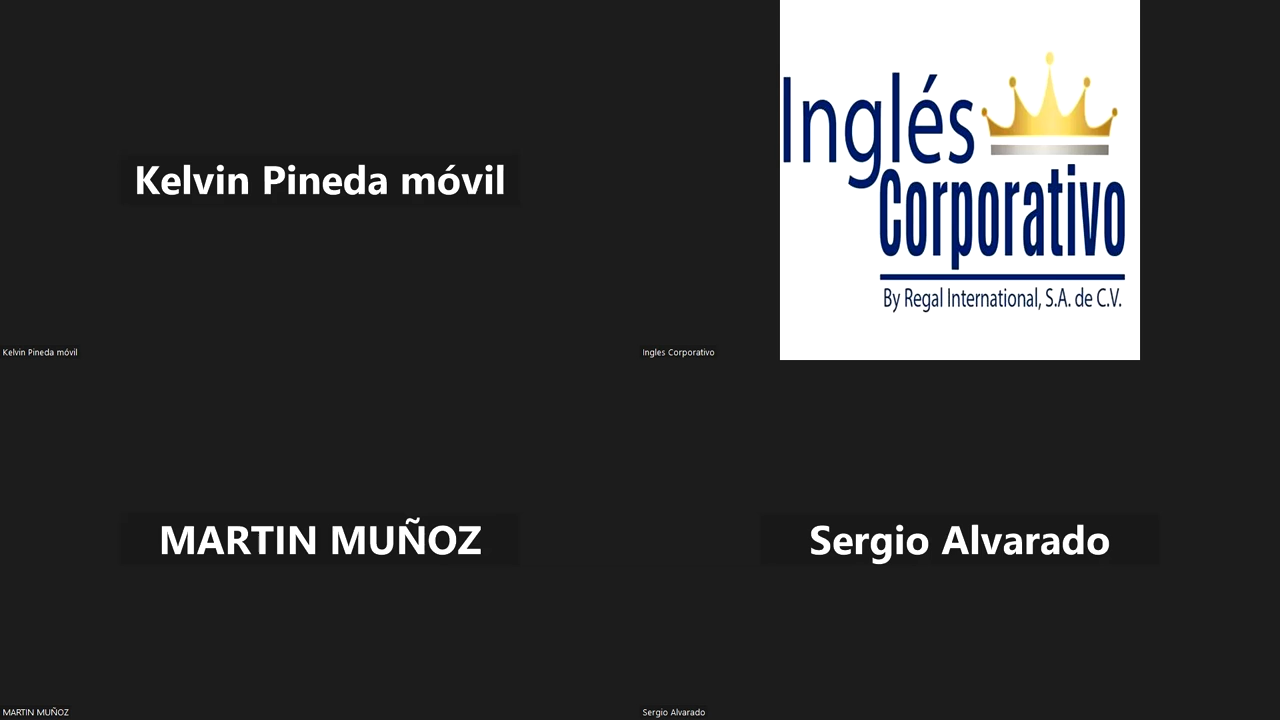 Kelvin Pineda móvil
Kelvin Pineda móvil
Inglés
Corporativo
By Regal International, S.A. de C.V.
Ingles Corporativo
MARTIN MUÑOZ
MARTIN MUÑOZ
Sergio Alvarado
Sergio Alvarado